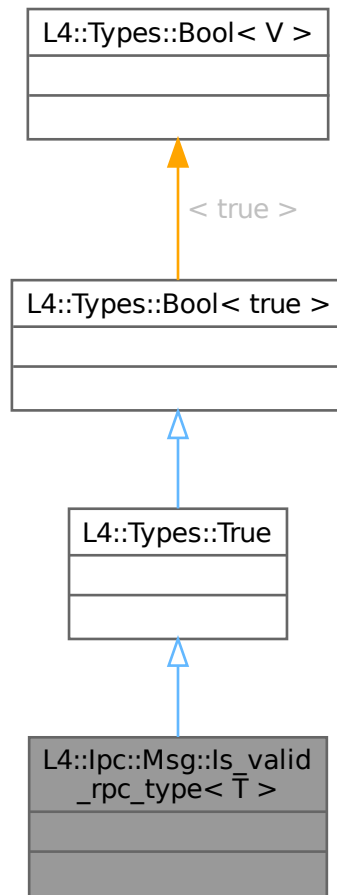 L4::Types::Bool< V >
< true >
L4::Types::Bool< true >
L4::Types::True
L4::Ipc::Msg::Is_valid
_rpc_type< T >